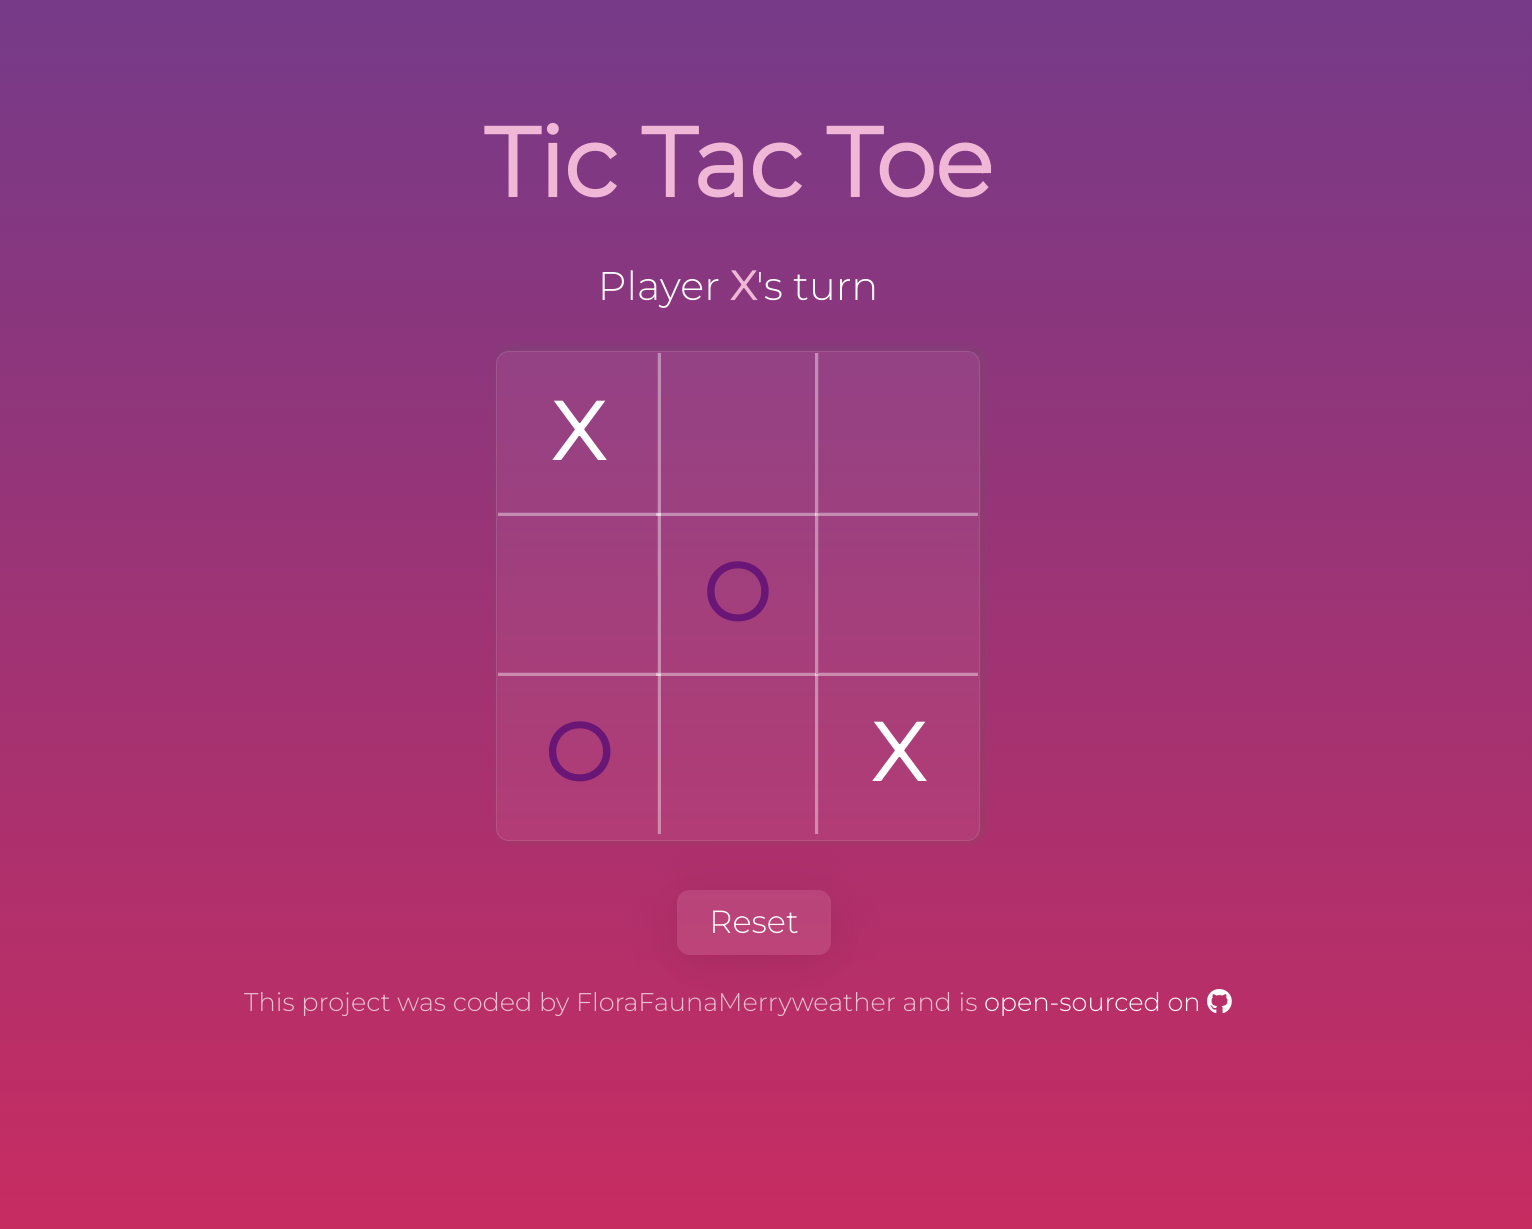 Tic Tac Toe
Player X's turn
X
O
O X
Reset
This project was coded by FloraFaunaMerryweather and is open-sourced on